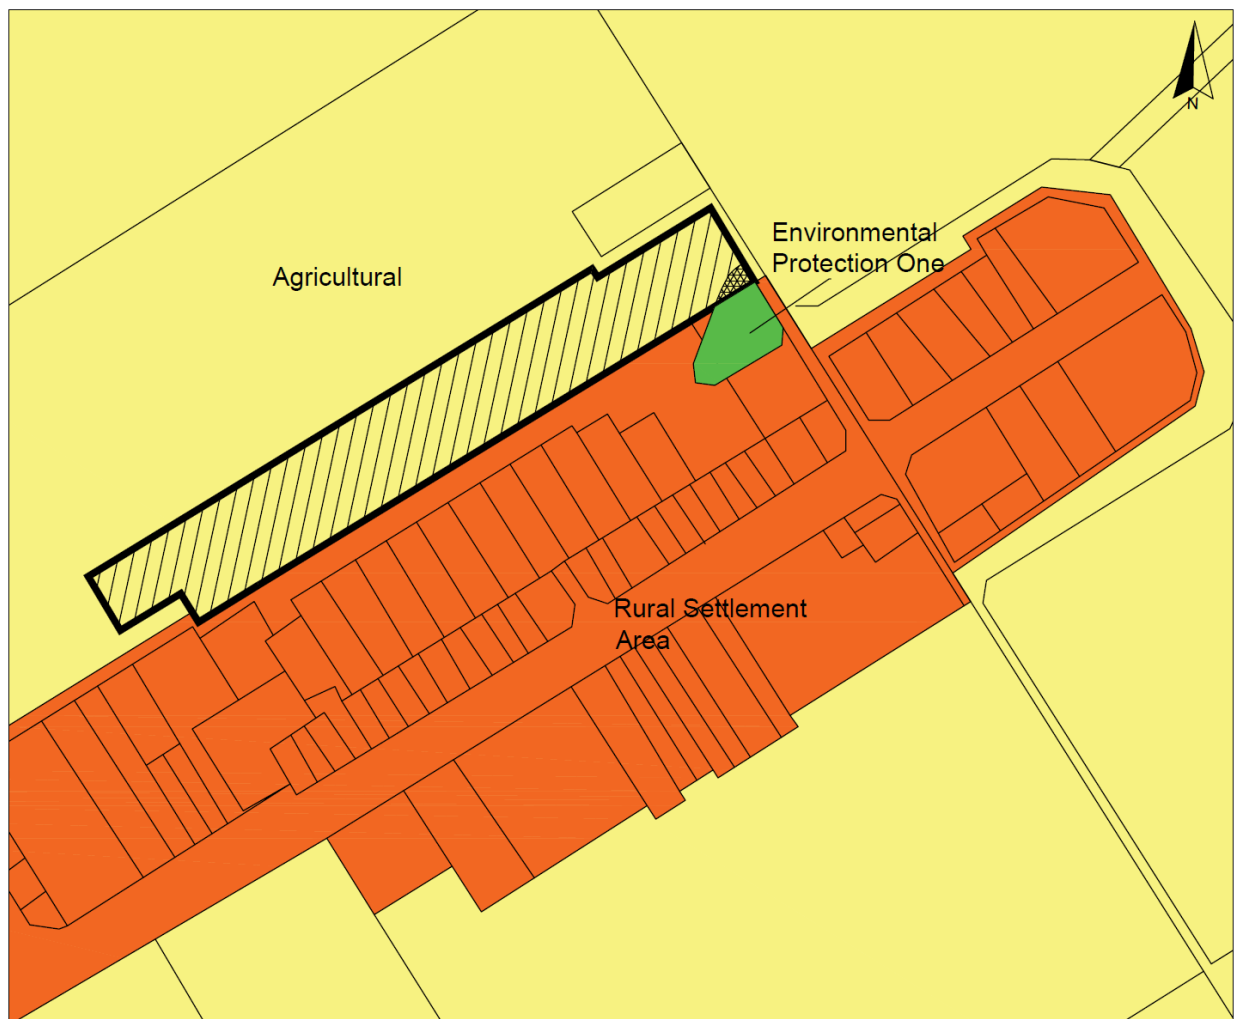 N
Environmental
Protection One
Agricultural
Rural Settlement
Area